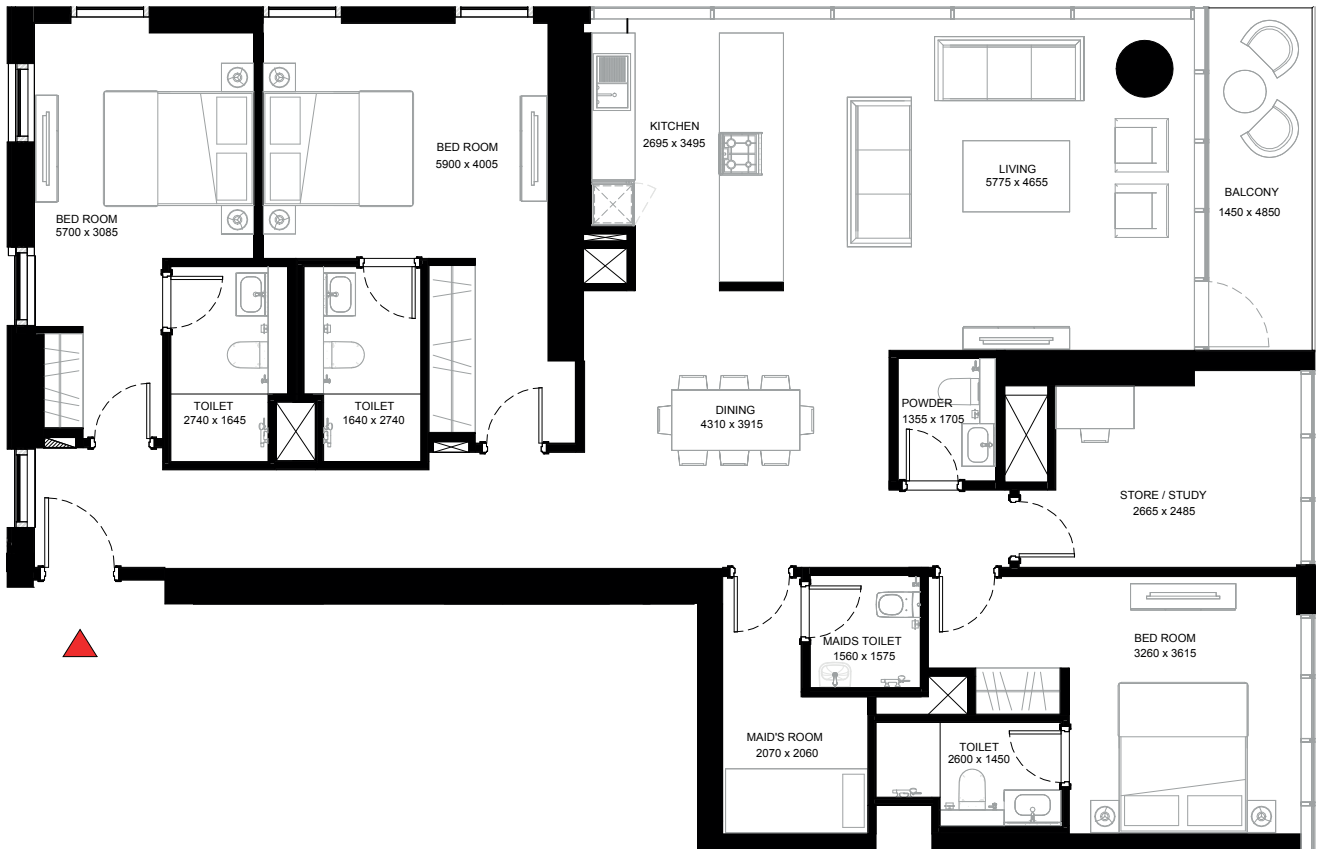 KITCHEN
2695 x 3495
BED ROOM
5900 x 4005
LIVING
5775 x 4655
BALCONY
1450 x 4850
BED ROOM
5700 x 3085
TOILET
2740 x 1645
TOILET
1640 x 2740
DINING
4310 x 3915
POWDER
1355 x 1705
STORE / STUDY
2665 x 2485
MAIDS TOILET
1560 x 1575
BED ROOM
3260 x 3615
MAID'S ROOM
2070 x 2060
TOILET
2600 x 1450